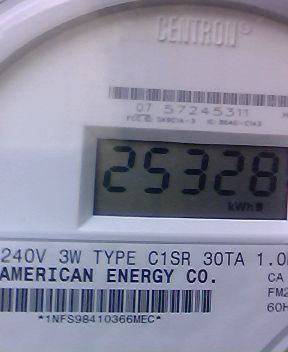 CENTRON®
07 57245311
25328
kWh
240V 3W TYPE C1SR 30TA 1.0
AMERICAN ENERGY CO.
CA
FM2
60H
*1NFS98410366MEC*